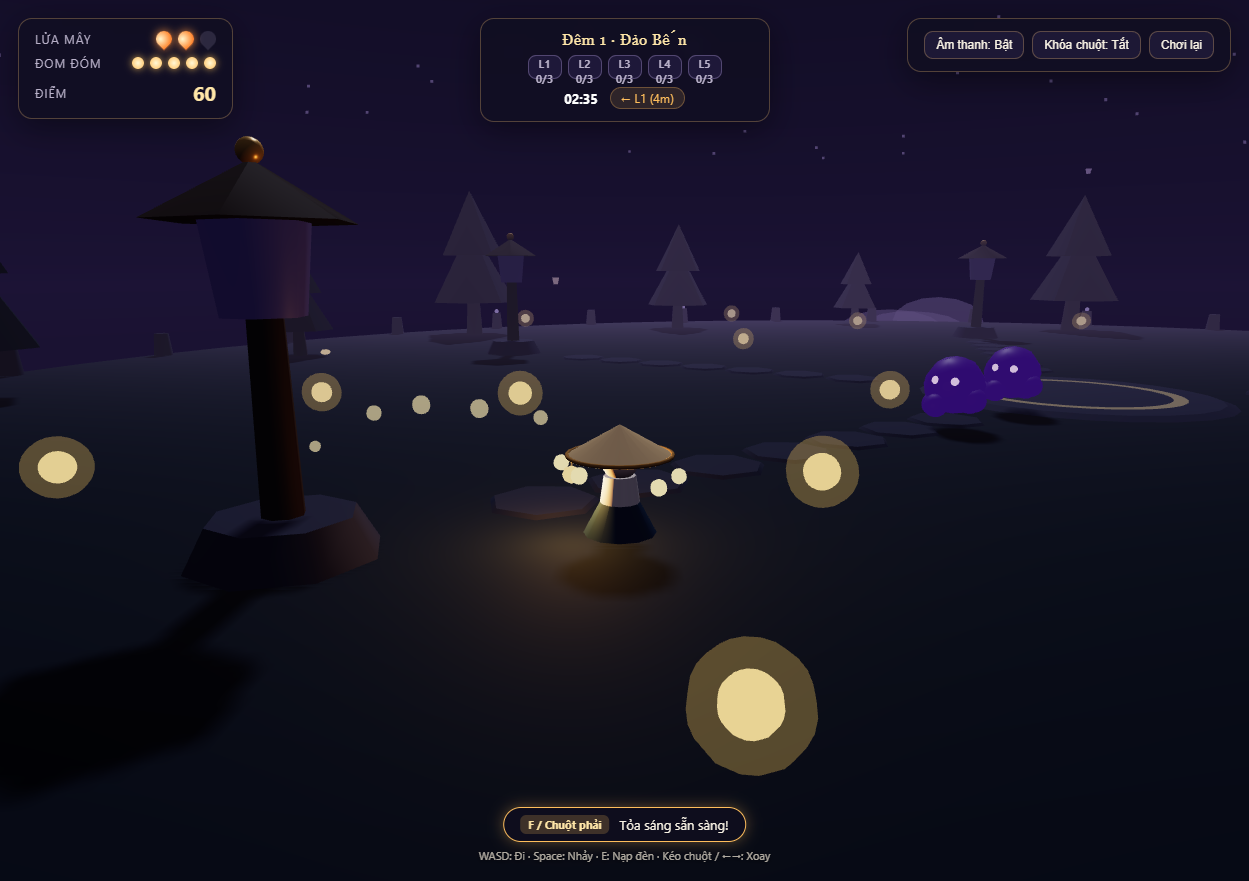 LỬA MÂY
ĐOM ĐÓM
ĐIỂM 60
Đêm 1 · Đảo Bến
L1 L2 L3 L4 L5
0/3 0/3 0/3 0/3 0/3
02:35 ← L1 (4m)
Âm thanh: Bật Khóa chuột: Tắt Chơi lại
F / Chuột phải Tỏa sáng sẵn sàng!
WASD: Đi · Space: Nhảy · E: Nạp đèn · Kéo chuột / ←→: Xoay